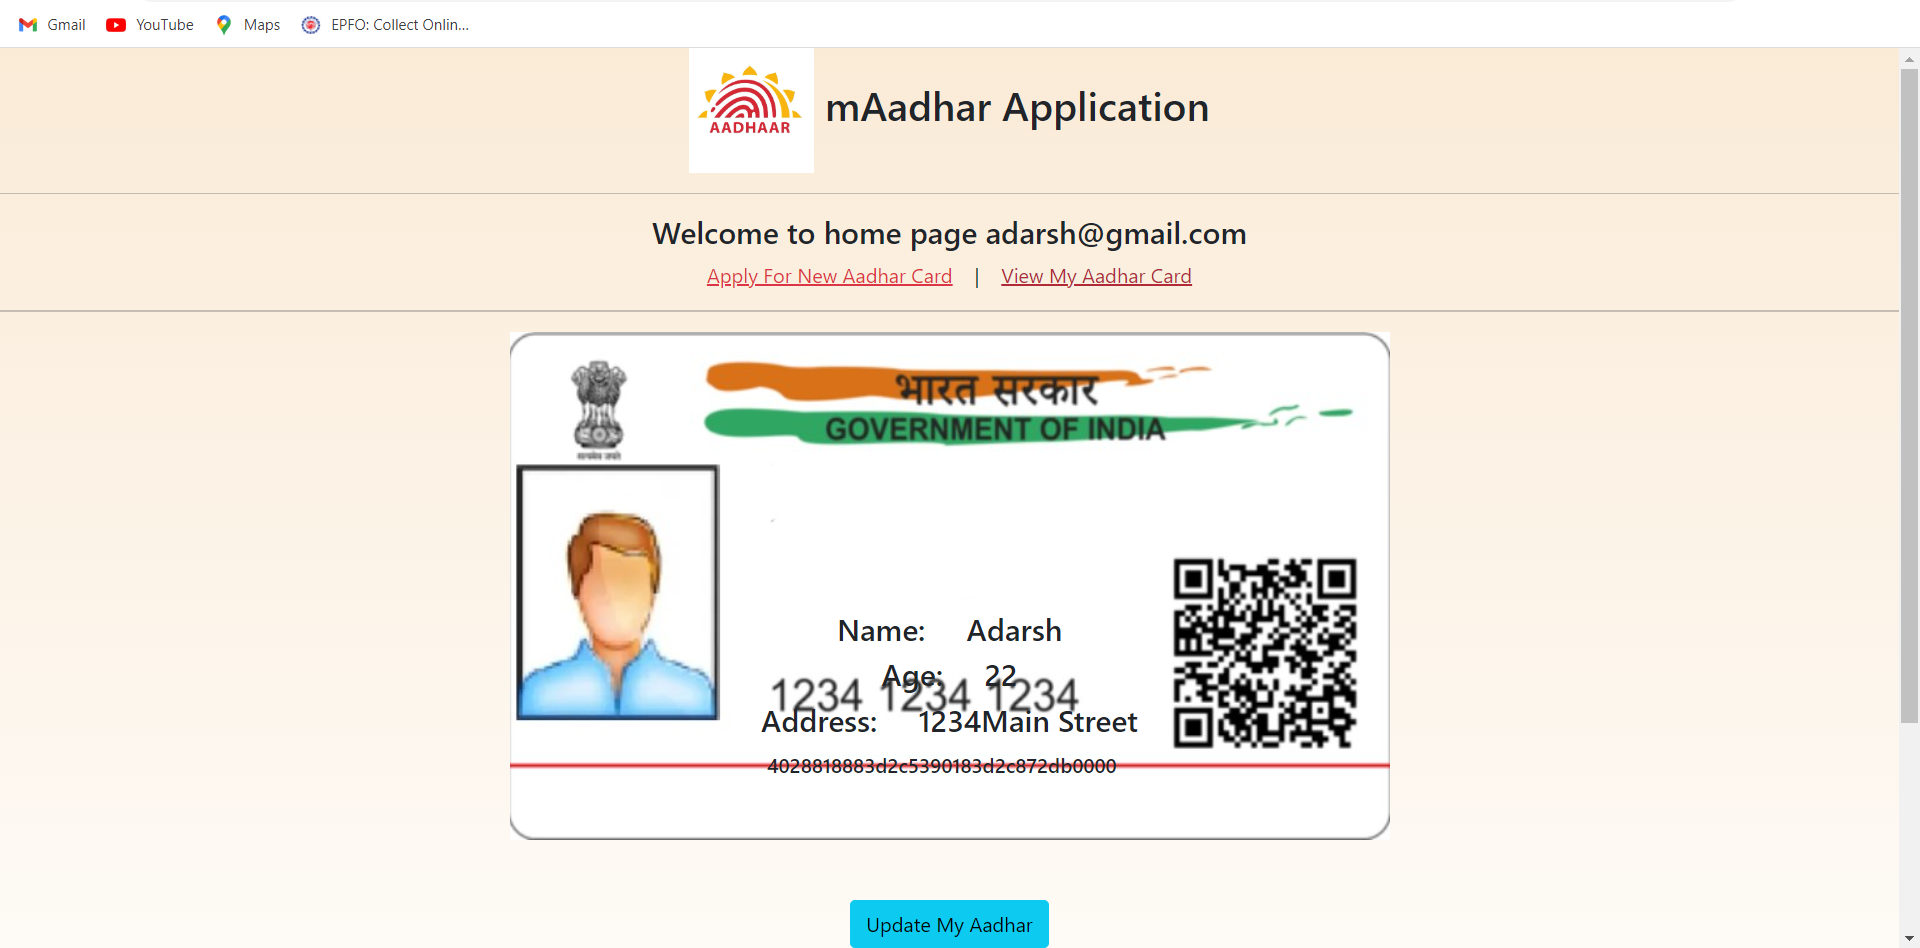 Gmail YouTube Maps EPFO: Collect Onlin...
AADHAAR
mAadhar Application
Welcome to home page adarsh@gmail.com
Apply For New Aadhar Card | View My Aadhar Card
भारत सरकार
GOVERNMENT OF INDIA
सत्यमेव जयते
Name: Adarsh
Age: 22
1234 1234 1234
Address: 1234Main Street
4028818883d2c5390183d2c872db0000
Update My Aadhar